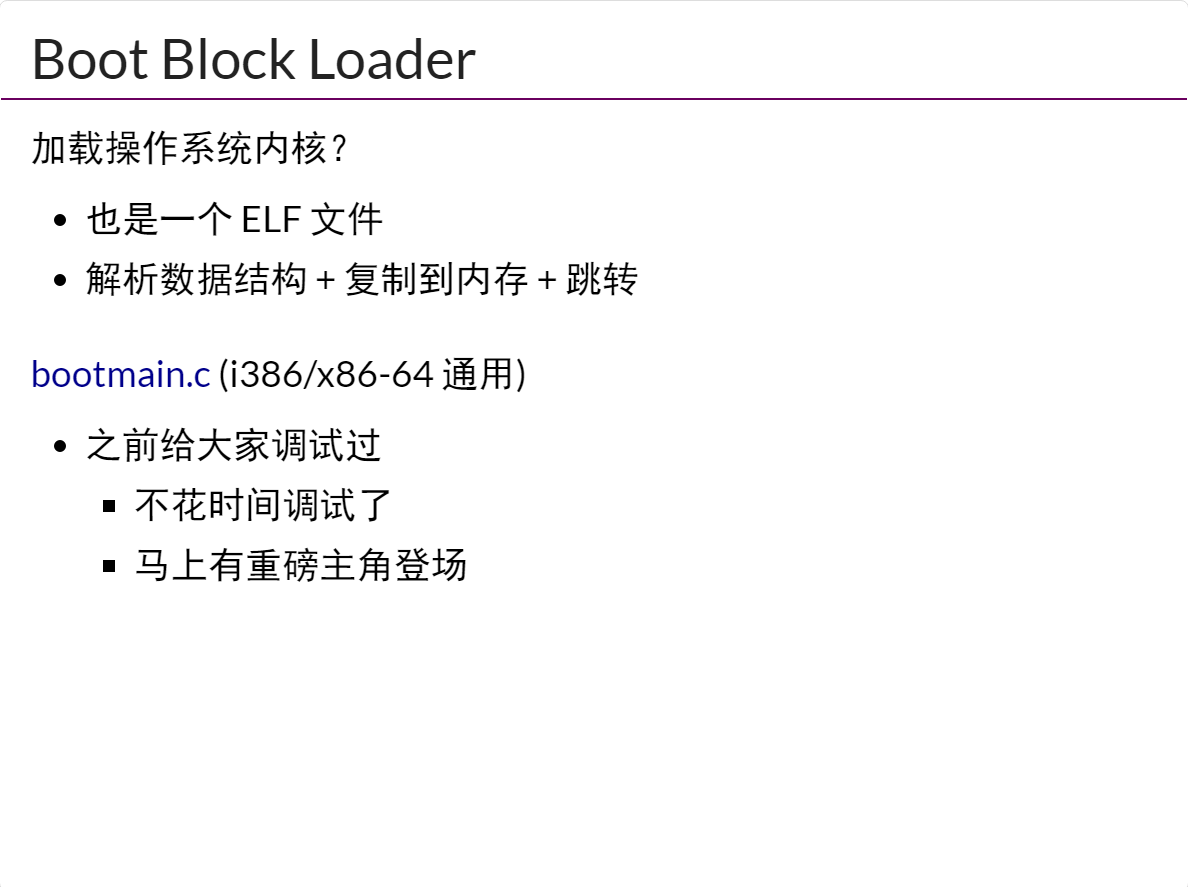 Boot Block Loader
加载操作系统内核？
也是一个 ELF 文件
解析数据结构 + 复制到内存 + 跳转
bootmain.c (i386/x86-64 通用)
之前给大家调试过
不花时间调试了
马上有重磅主角登场